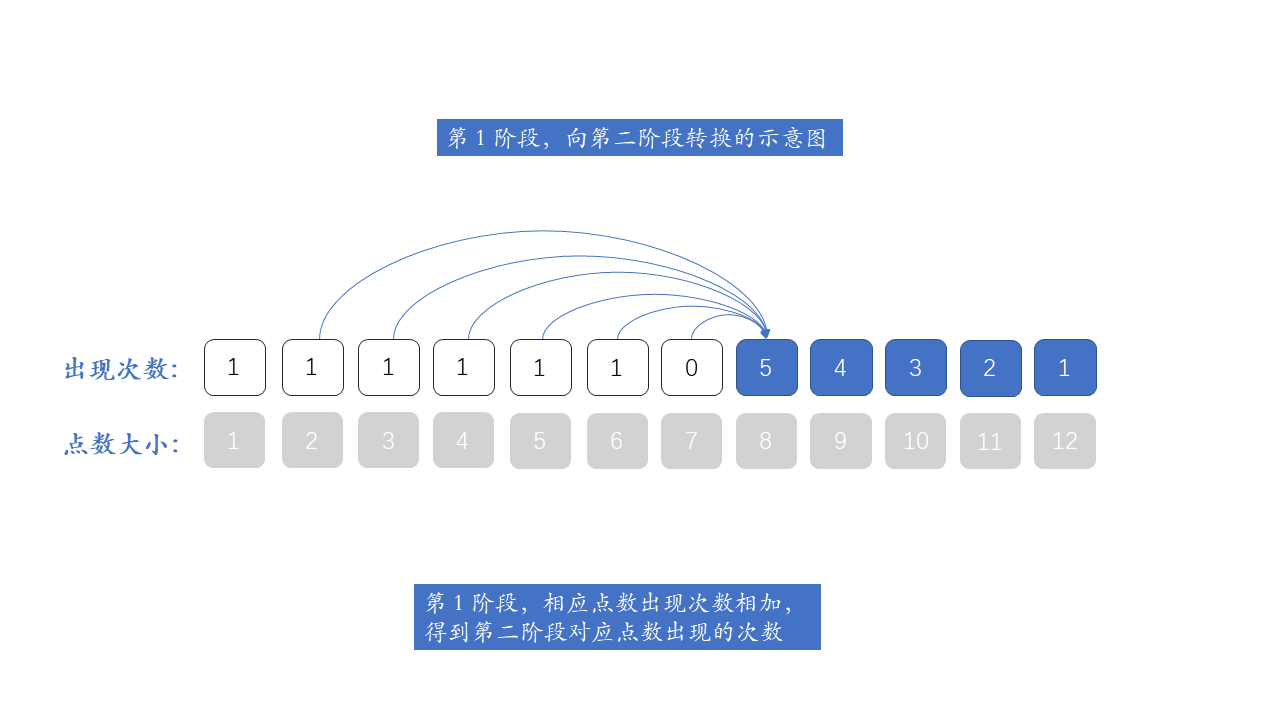 第1阶段，向第二阶段转换的示意图
出现次数： 1 1 1 1 1 1 0 5 4 3 2 1
点数大小： 1 2 3 4 5 6 7 8 9 10 11 12
第1阶段，相应点数出现次数相加，
得到第二阶段对应点数出现的次数